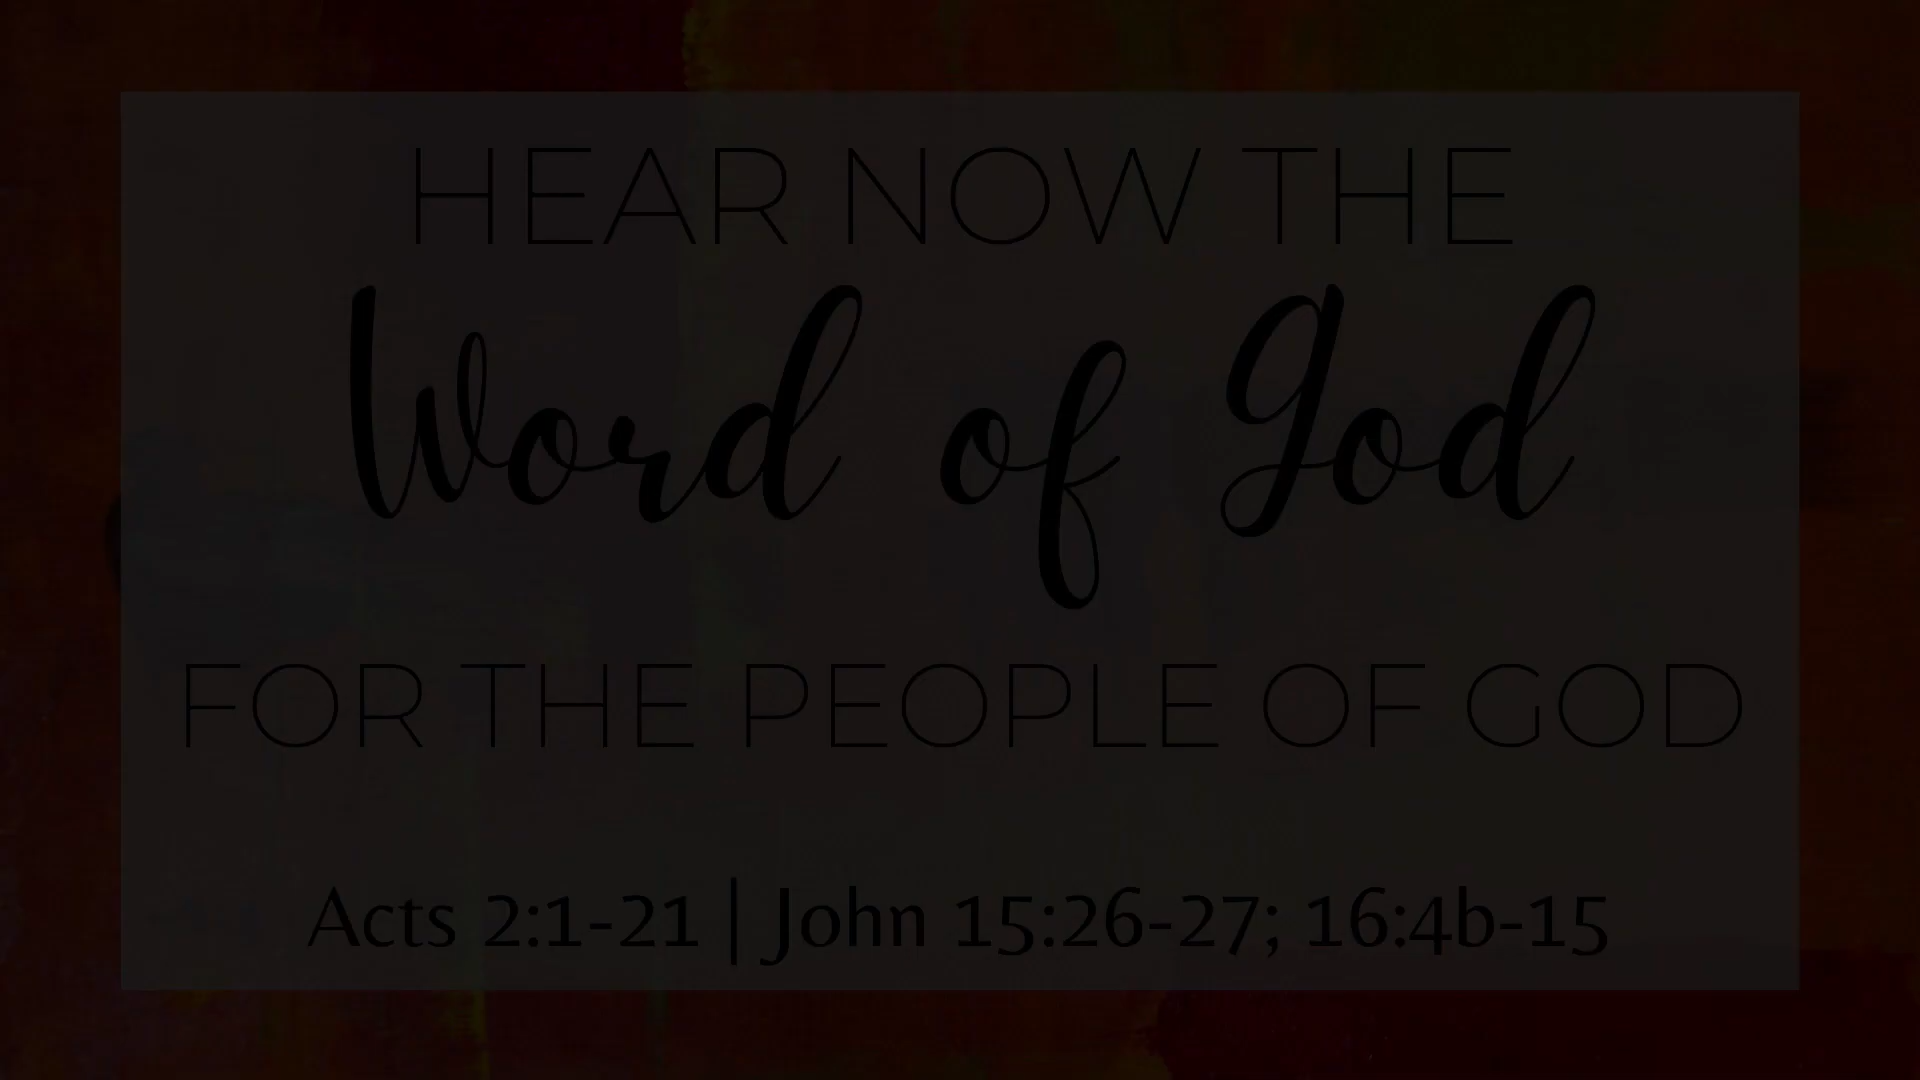 HEAR NOW THE
Word of God
FOR THE PEOPLE OF GOD
Acts 2:1-21 | John 15:26-27; 16:4b-15